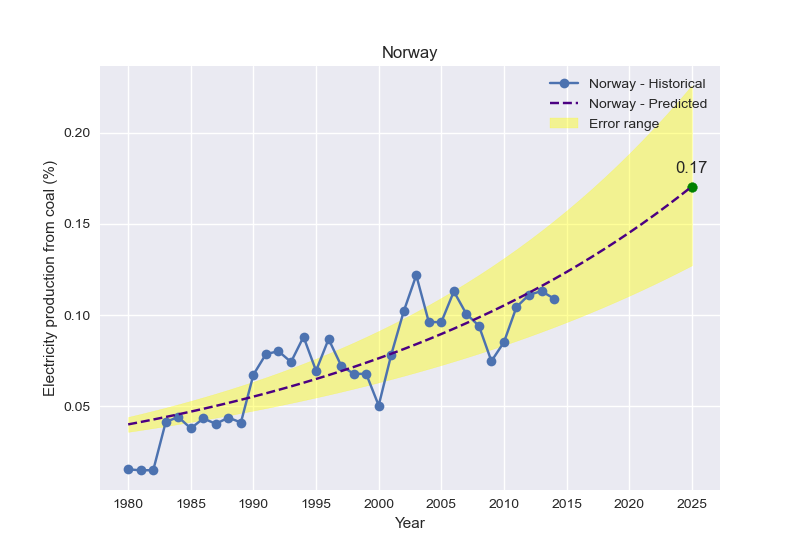 Norway
Norway - Historical
Norway - Predicted
Error range
0.17
Electricity production from coal (%)
0.20
0.15
0.10
0.05
1980 1985 1990 1995 2000 2005 2010 2015 2020 2025
Year